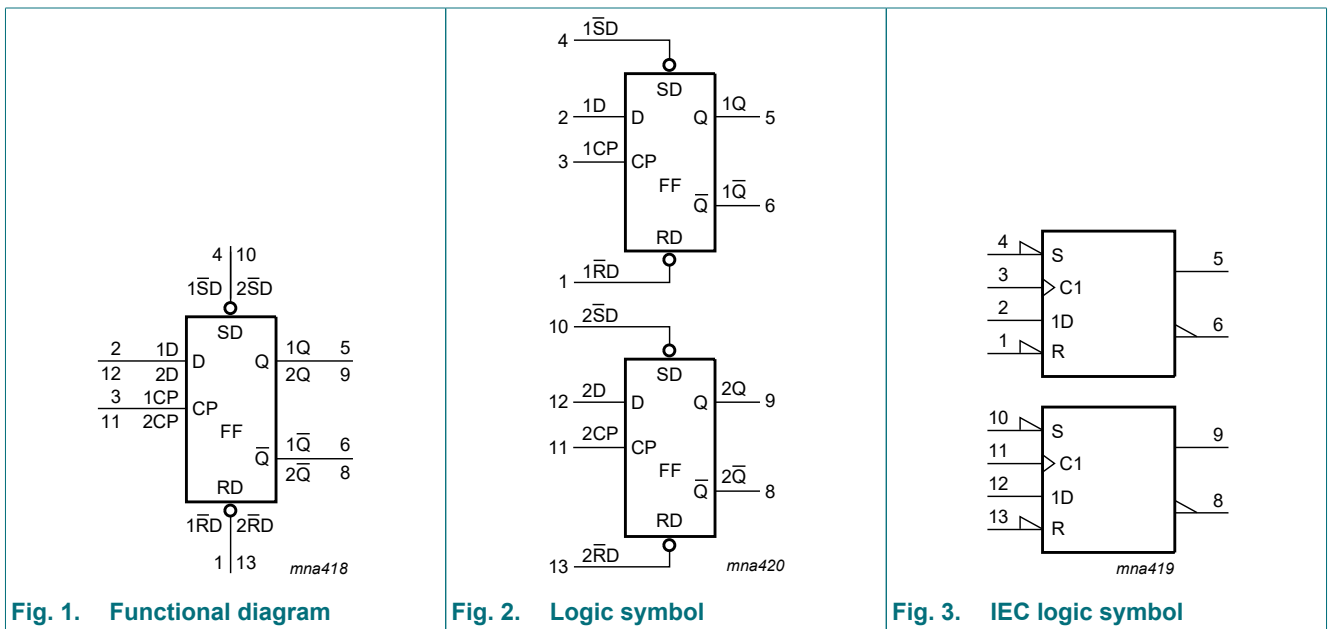 4 10
1S̅D 2S̅D
SD
2 1D D Q 1Q 5
12 2D 2Q 9
3 1CP CP
11 2CP
FF
Q̅ 1Q̅ 6
2Q̅ 8
RD
1R̅D 2R̅D
1 13
mna418
Fig. 1. Functional diagram
4 1S̅D
SD
2 1D D Q 1Q 5
3 1CP CP
FF
Q̅ 1Q̅ 6
RD
1 1R̅D
10 2S̅D
SD
12 2D D Q 2Q 9
11 2CP CP
FF
Q̅ 2Q̅ 8
RD
13 2R̅D
mna420
Fig. 2. Logic symbol
4 S
5
3 C1
2 1D
6
1 R
10 S
9
11 C1
12 1D
8
13 R
mna419
Fig. 3. IEC logic symbol